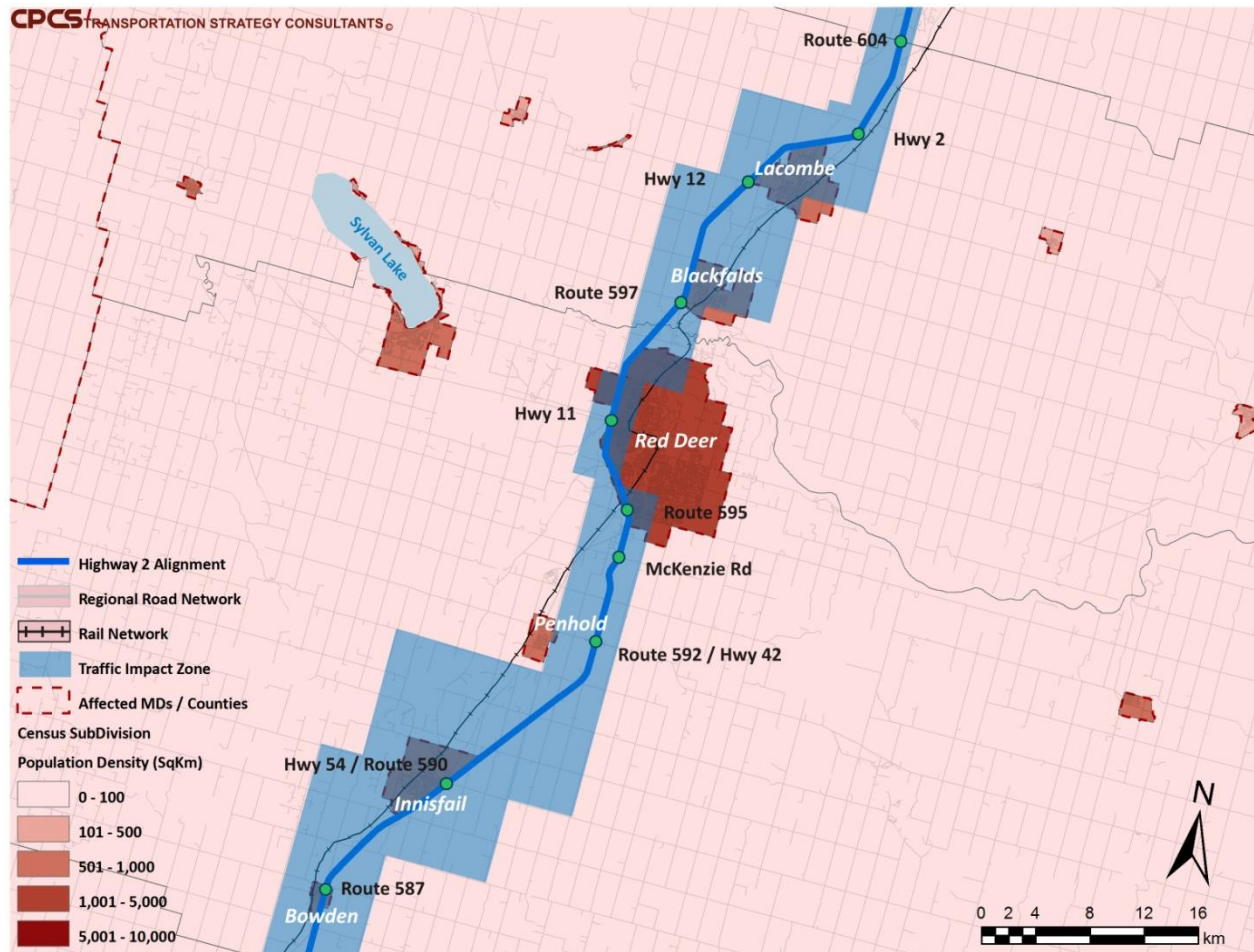 CPCS TRANSPORTATION STRATEGY CONSULTANTS ©
Route 604
Hwy 2
Lacombe
Hwy 12
Sylvan Lake
Blackfalds
Route 597
Hwy 11
Red Deer
Route 595
McKenzie Rd
Penhold
Route 592 / Hwy 42
Hwy 54 / Route 590
Innisfail
Route 587
Bowden
Highway 2 Alignment
Regional Road Network
Rail Network
Traffic Impact Zone
Affected MDs / Counties
Census SubDivision
Population Density (SqKm)
0 - 100
101 - 500
501 - 1,000
1,001 - 5,000
5,001 - 10,000
N
0 2 4 8 12 16
km